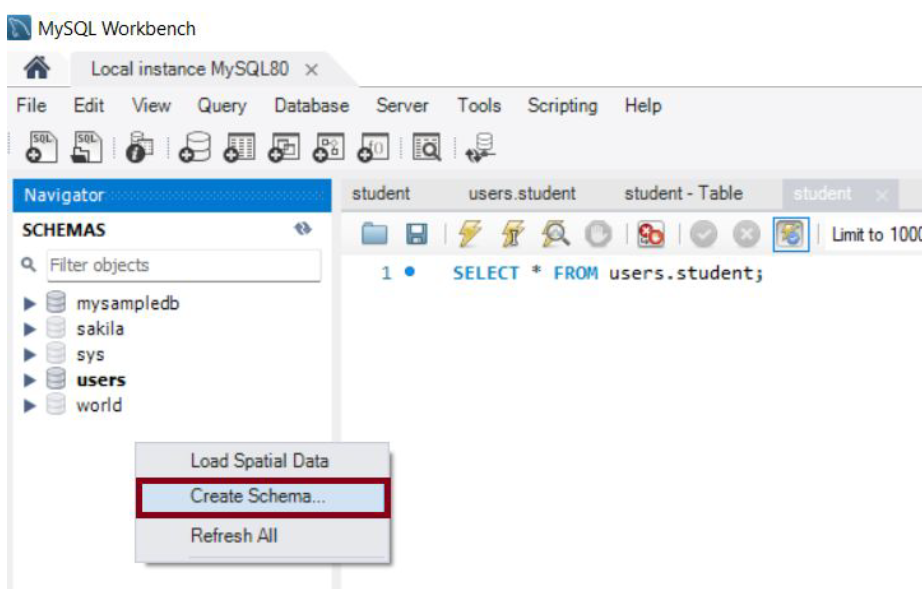 MySQL Workbench
Local instance MySQL80 ×
File Edit View Query Database Server Tools Scripting Help
SQL SQL
Navigator student users.student student - Table student ×
SCHEMAS
Limit to 1000
Filter objects
1 SELECT * FROM users.student;
mysampledb
sakila
sys
users
world
Load Spatial Data
Create Schema...
Refresh All